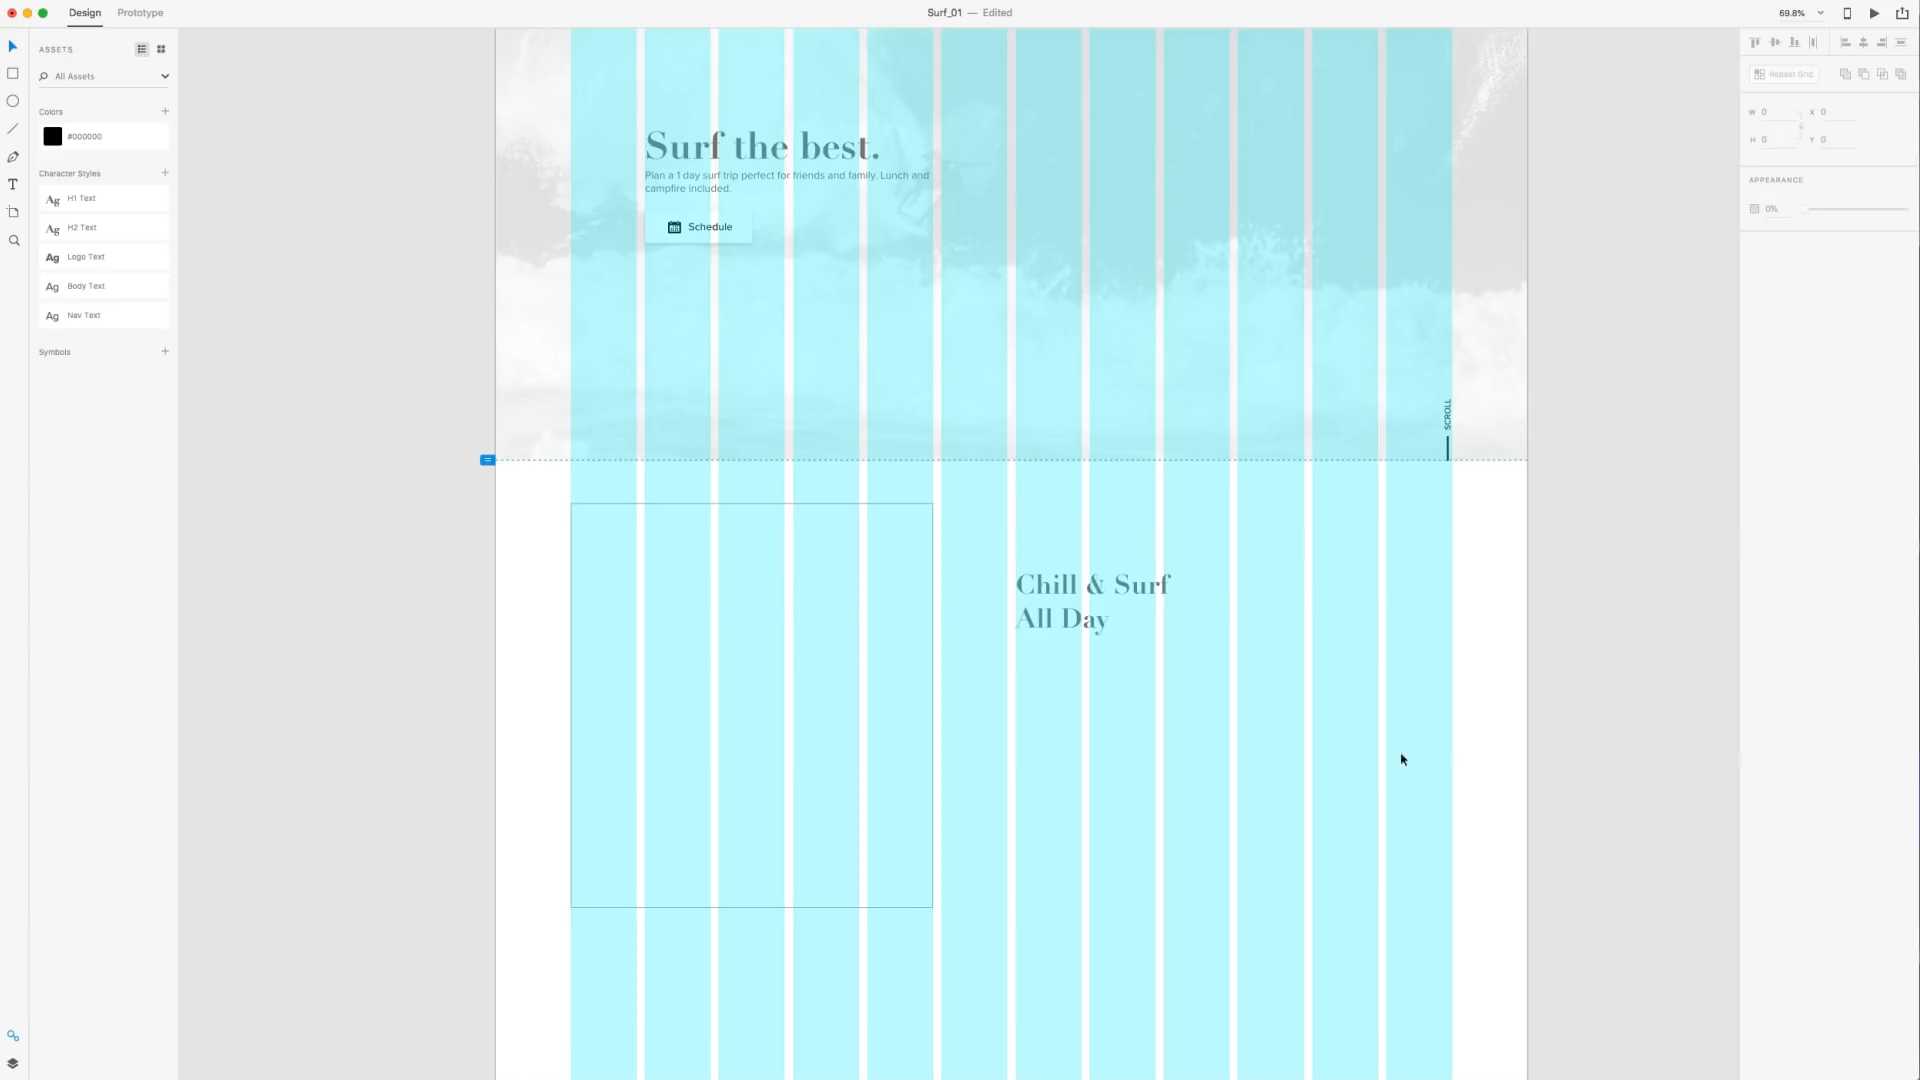 Design Prototype Surf_01 — Edited 69.8%
ASSETS
All Assets
Colors
#000000
Character Styles
Ag H1 Text
Ag H2 Text
Ag Logo Text
Ag Body Text
Ag Nav Text
Symbols
Surf the best.
Plan a 1 day surf trip perfect for friends and family. Lunch and
campfire included.
Schedule
SCROLL
Chill & Surf
All Day
Repeat Grid
W 0 X 0
H 0 Y 0
APPEARANCE
0%